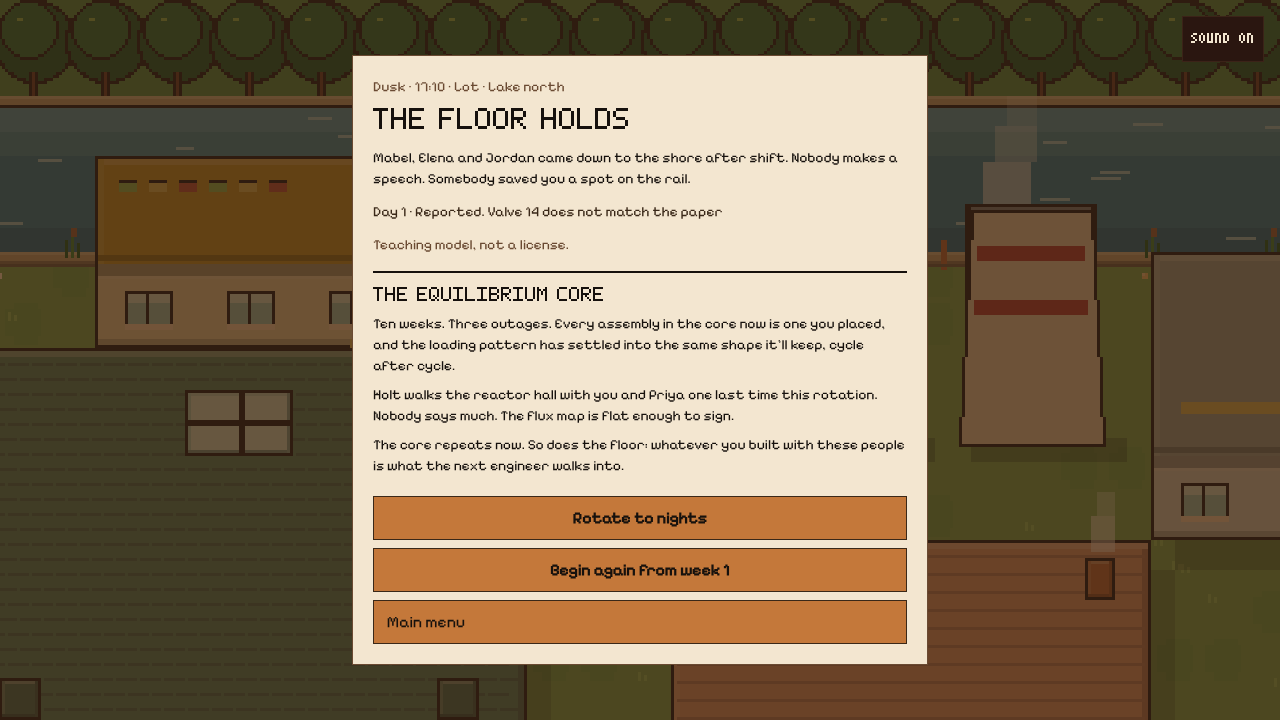 SOUND ON
Dusk · 17:10 · Lot · Lake north
THE FLOOR HOLDS
Mabel, Elena and Jordan came down to the shore after shift. Nobody makes a
speech. Somebody saved you a spot on the rail.
Day 1 · Reported. Valve 14 does not match the paper
Teaching model, not a license.
THE EQUILIBRIUM CORE
Ten weeks. Three outages. Every assembly in the core now is one you placed,
and the loading pattern has settled into the same shape it'll keep, cycle
after cycle.
Holt walks the reactor hall with you and Priya one last time this rotation.
Nobody says much. The flux map is flat enough to sign.
The core repeats now. So does the floor: whatever you built with these people
is what the next engineer walks into.
Rotate to nights
Begin again from week 1
Main menu